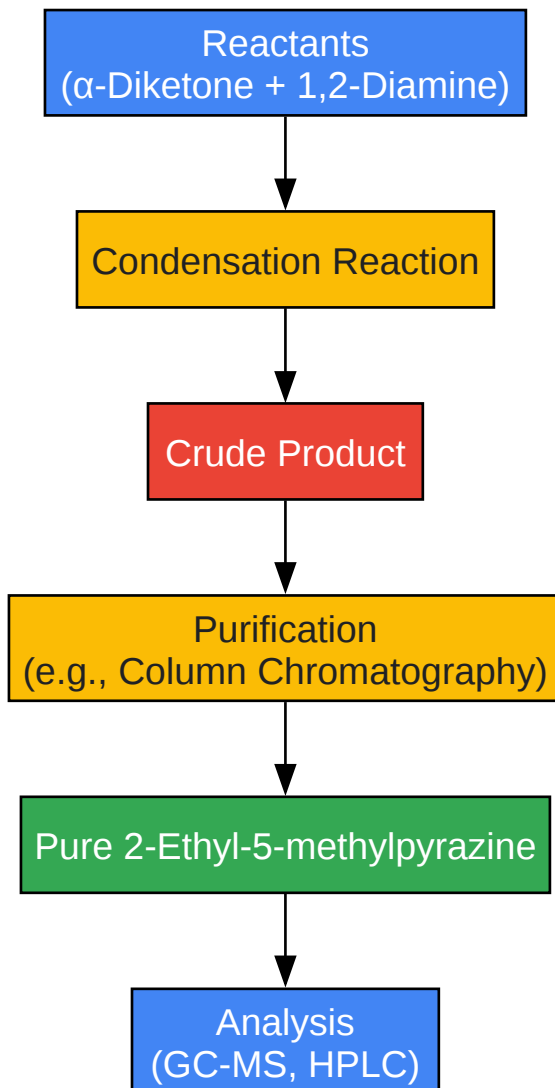 Reactants
(α-Diketone + 1,2-Diamine)
Condensation Reaction
Crude Product
Purification
(e.g., Column Chromatography)
Pure 2-Ethyl-5-methylpyrazine
Analysis
(GC-MS, HPLC)